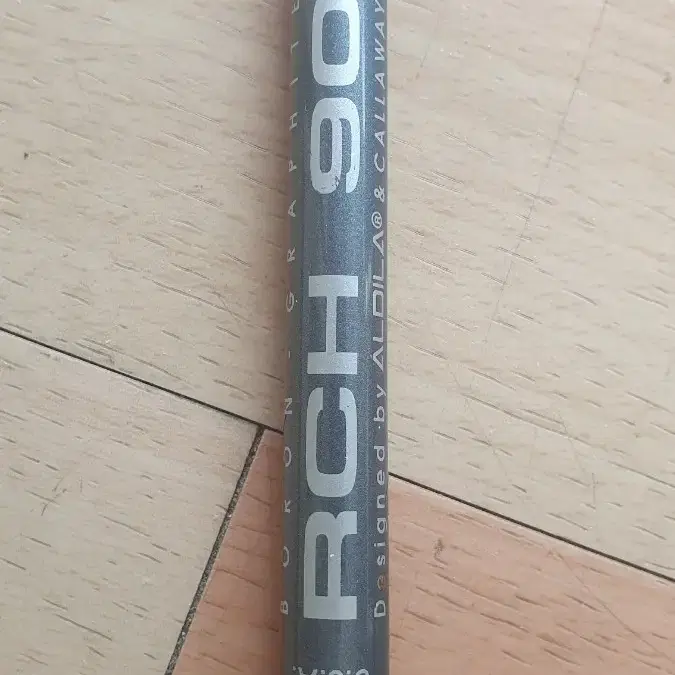 BORON-GRAPHITE
RCH 90
Designed by ALDILA® & CALLAWAY